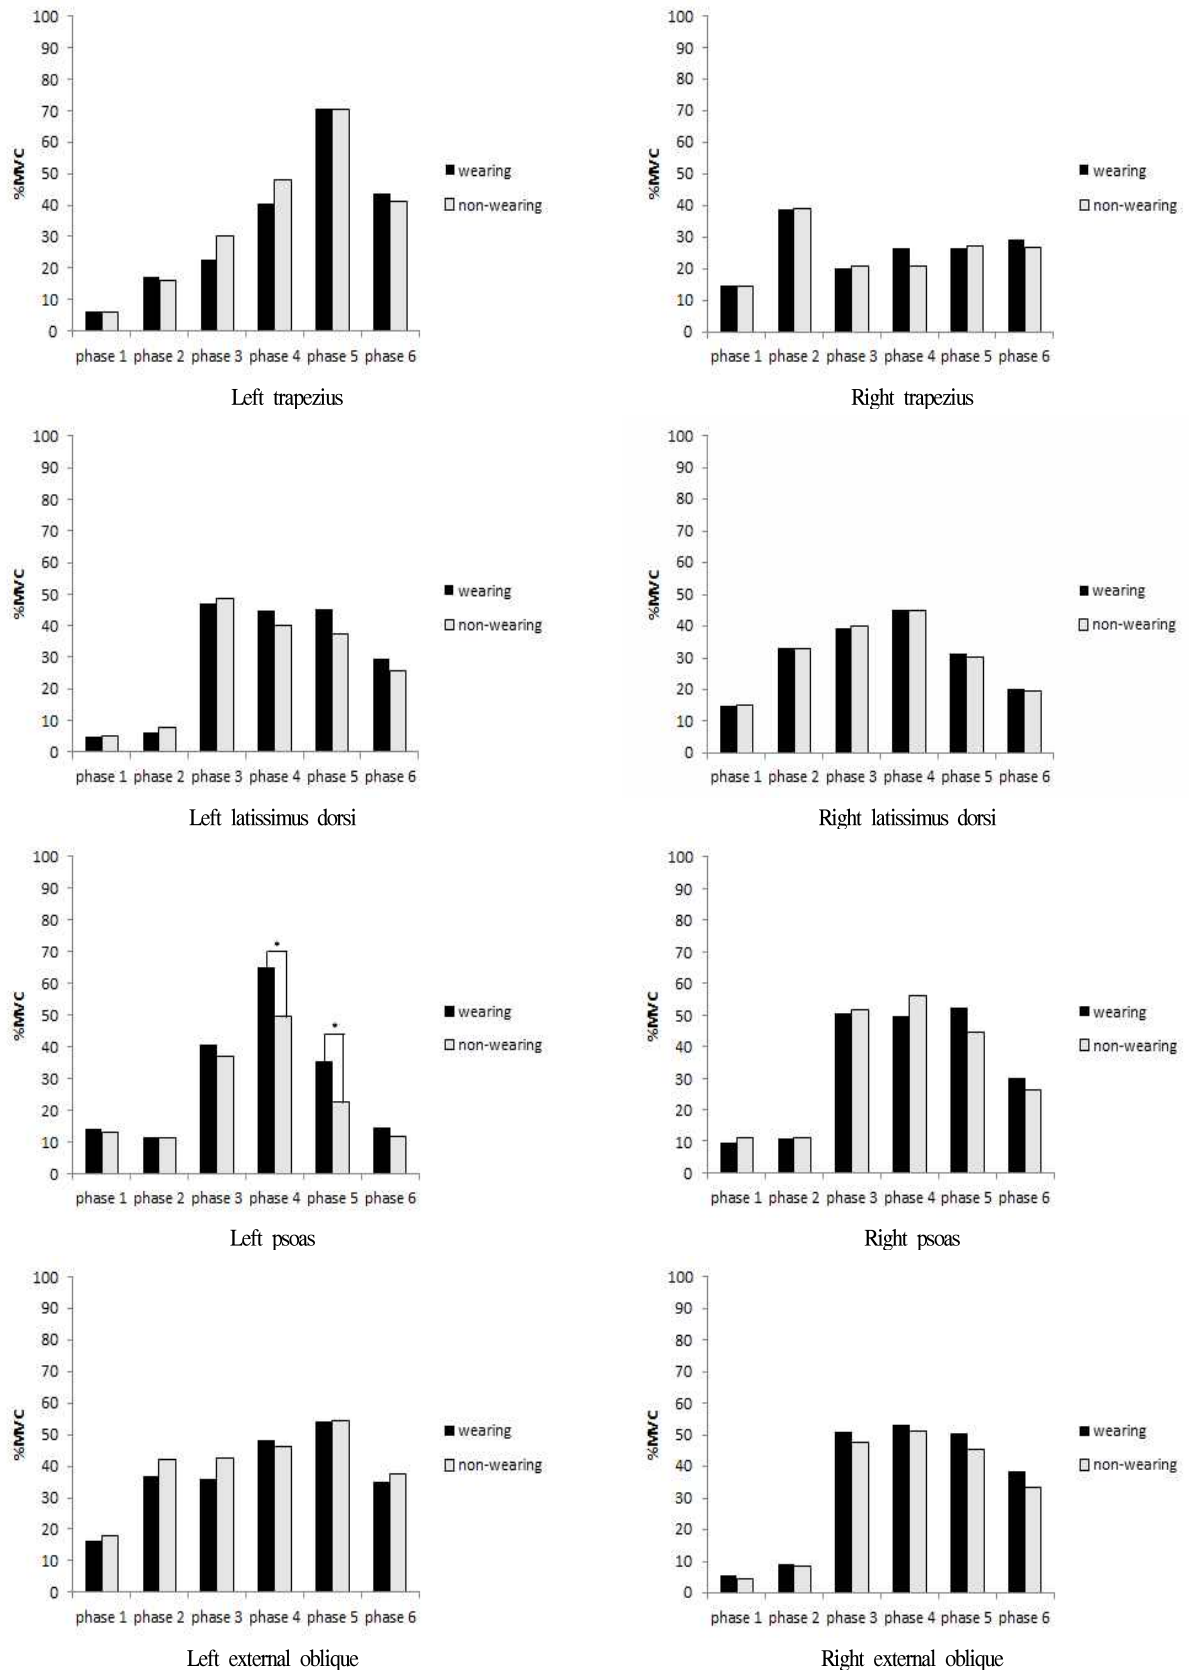 100
90
80
70
60
50
40
30
20
10
0
%MVC
phase 1 phase 2 phase 3 phase 4 phase 5 phase 6
wearing
non-wearing
Left trapezius
100
90
80
70
60
50
40
30
20
10
0
%MVC
phase 1 phase 2 phase 3 phase 4 phase 5 phase 6
wearing
non-wearing
Right trapezius
100
90
80
70
60
50
40
30
20
10
0
%MVC
phase 1 phase 2 phase 3 phase 4 phase 5 phase 6
wearing
non-wearing
Left latissimus dorsi
100
90
80
70
60
50
40
30
20
10
0
%MVC
phase 1 phase 2 phase 3 phase 4 phase 5 phase 6
wearing
non-wearing
Right latissimus dorsi
100
90
80
70
60
50
40
30
20
10
0
%MVC
*
*
phase 1 phase 2 phase 3 phase 4 phase 5 phase 6
wearing
non-wearing
Left psoas
100
90
80
70
60
50
40
30
20
10
0
%MVC
phase 1 phase 2 phase 3 phase 4 phase 5 phase 6
wearing
non-wearing
Right psoas
100
90
80
70
60
50
40
30
20
10
0
%MVC
phase 1 phase 2 phase 3 phase 4 phase 5 phase 6
wearing
non-wearing
Left external oblique
100
90
80
70
60
50
40
30
20
10
0
%MVC
phase 1 phase 2 phase 3 phase 4 phase 5 phase 6
wearing
non-wearing
Right external oblique